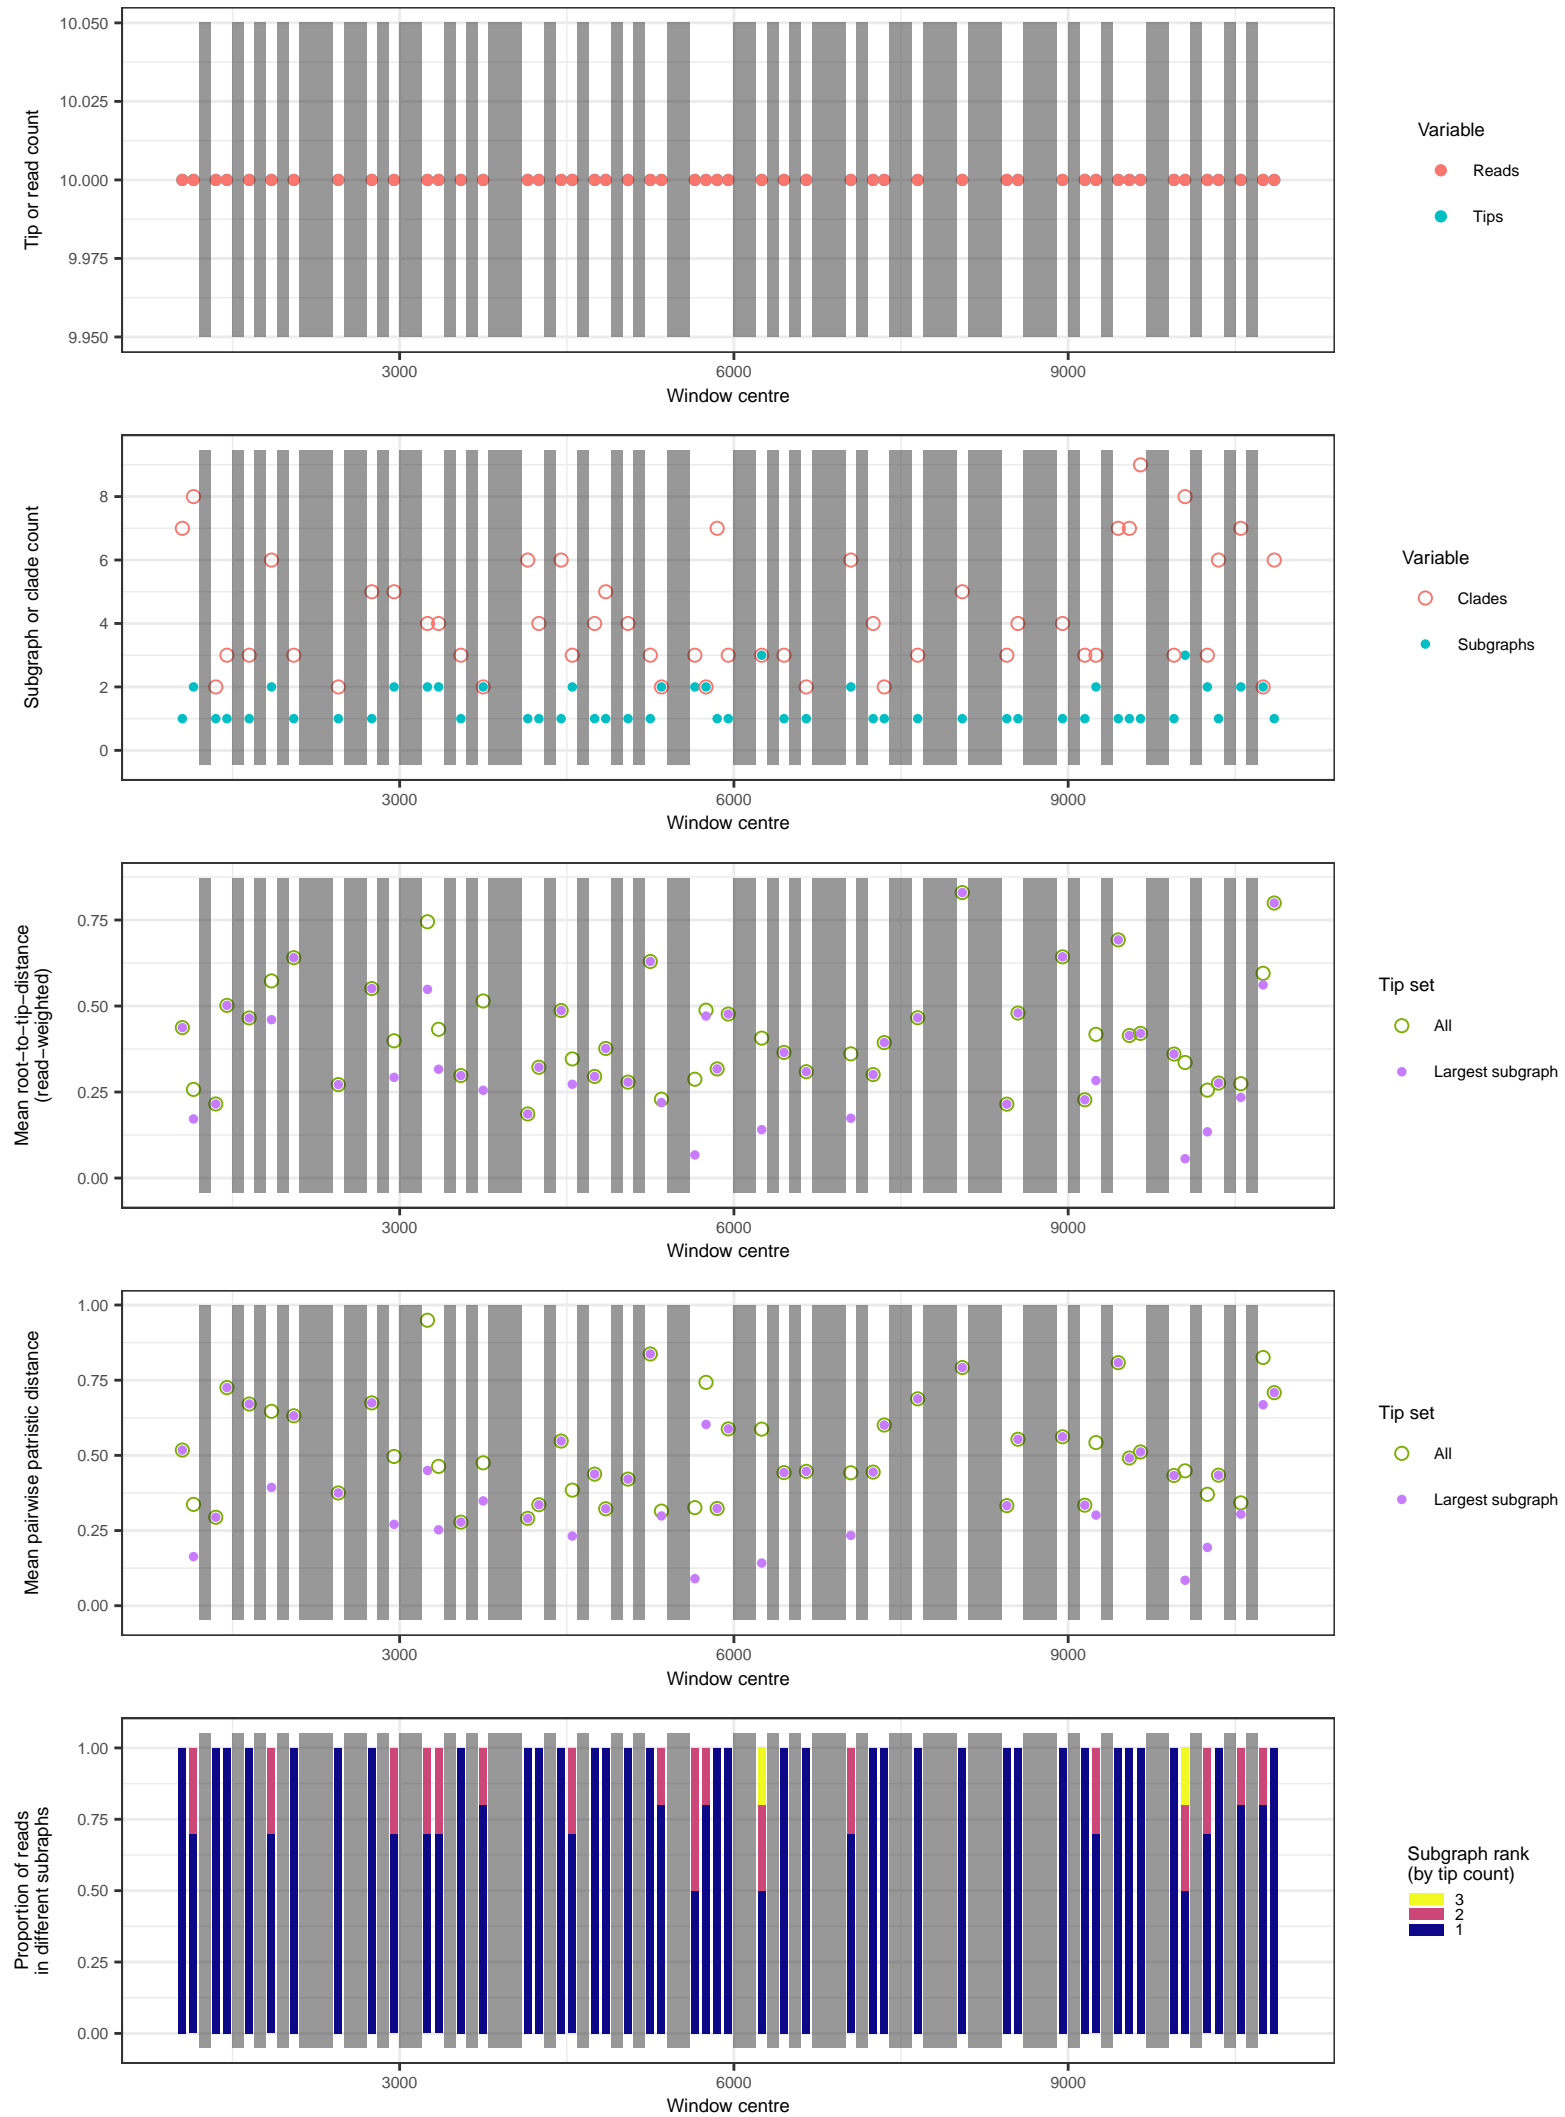 10.050
10.025
10.000
9.975
9.950
Tip or read count
3000
6000
9000
Window centre
Variable
Reads
Tips
8
6
4
2
0
Subgraph or clade count
3000
6000
9000
Window centre
Variable
Clades
Subgraphs
0.75
0.50
0.25
0.00
Mean root−to−tip−distance
(read−weighted)
3000
6000
9000
Window centre
Tip set
All
Largest subgraph
1.00
0.75
0.50
0.25
0.00
Mean pairwise patristic distance
3000
6000
9000
Window centre
Tip set
All
Largest subgraph
1.00
0.75
0.50
0.25
0.00
Proportion of reads
in different subraphs
3000
6000
9000
Window centre
Subgraph rank
(by tip count)
3
2
1